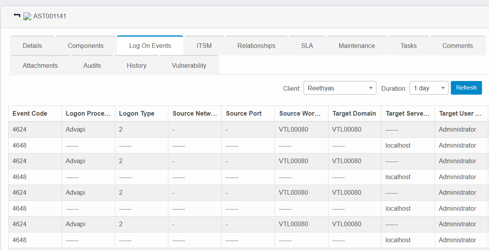 AST001141
Details Components Log On Events ITSM Relationships SLA Maintenance Tasks Comments
Attachments Audits History Vulnerability
Client: Reethyas Duration: 1 day Refresh
Event Code Logon Proce... Logon Type Source Netw... Source Port Source Wor... Target Domain Target Serve... Target User ...
4624 Advapi 2 - - VTL00080 VTL00080 ------ Administrator
4648 ------ ------ ------ ------ ------ ------ localhost Administrator
4624 Advapi 2 - - VTL00080 VTL00080 ------ Administrator
4648 ------ ------ ------ ------ ------ ------ localhost Administrator
4624 Advapi 2 - - VTL00080 VTL00080 ------ Administrator
4648 ------ ------ ------ ------ ------ ------ localhost Administrator
4624 Advapi 2 - - VTL00080 VTL00080 ------ Administrator
4648 ------ ------ ------ ------ ------ ------ localhost Administrator